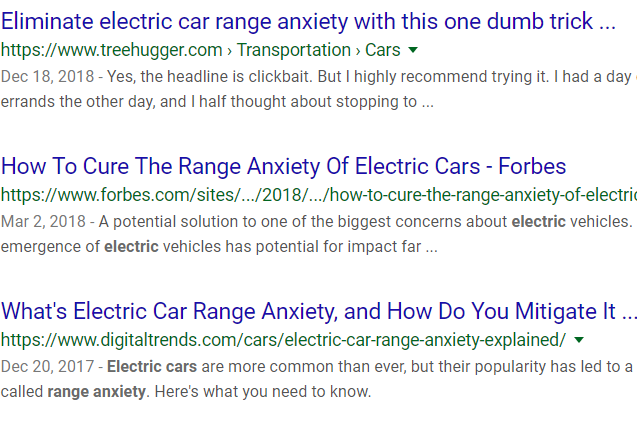 Eliminate electric car range anxiety with this one dumb trick ...
https://www.treehugger.com › Transportation › Cars
Dec 18, 2018 - Yes, the headline is clickbait. But I highly recommend trying it. I had a day
errands the other day, and I half thought about stopping to ...
How To Cure The Range Anxiety Of Electric Cars - Forbes
https://www.forbes.com/sites/.../2018/.../how-to-cure-the-range-anxiety-of-electric
Mar 2, 2018 - A potential solution to one of the biggest concerns about electric vehicles.
emergence of electric vehicles has potential for impact far ...
What's Electric Car Range Anxiety, and How Do You Mitigate It ...
https://www.digitaltrends.com/cars/electric-car-range-anxiety-explained/
Dec 20, 2017 - Electric cars are more common than ever, but their popularity has led to a
called range anxiety. Here's what you need to know.